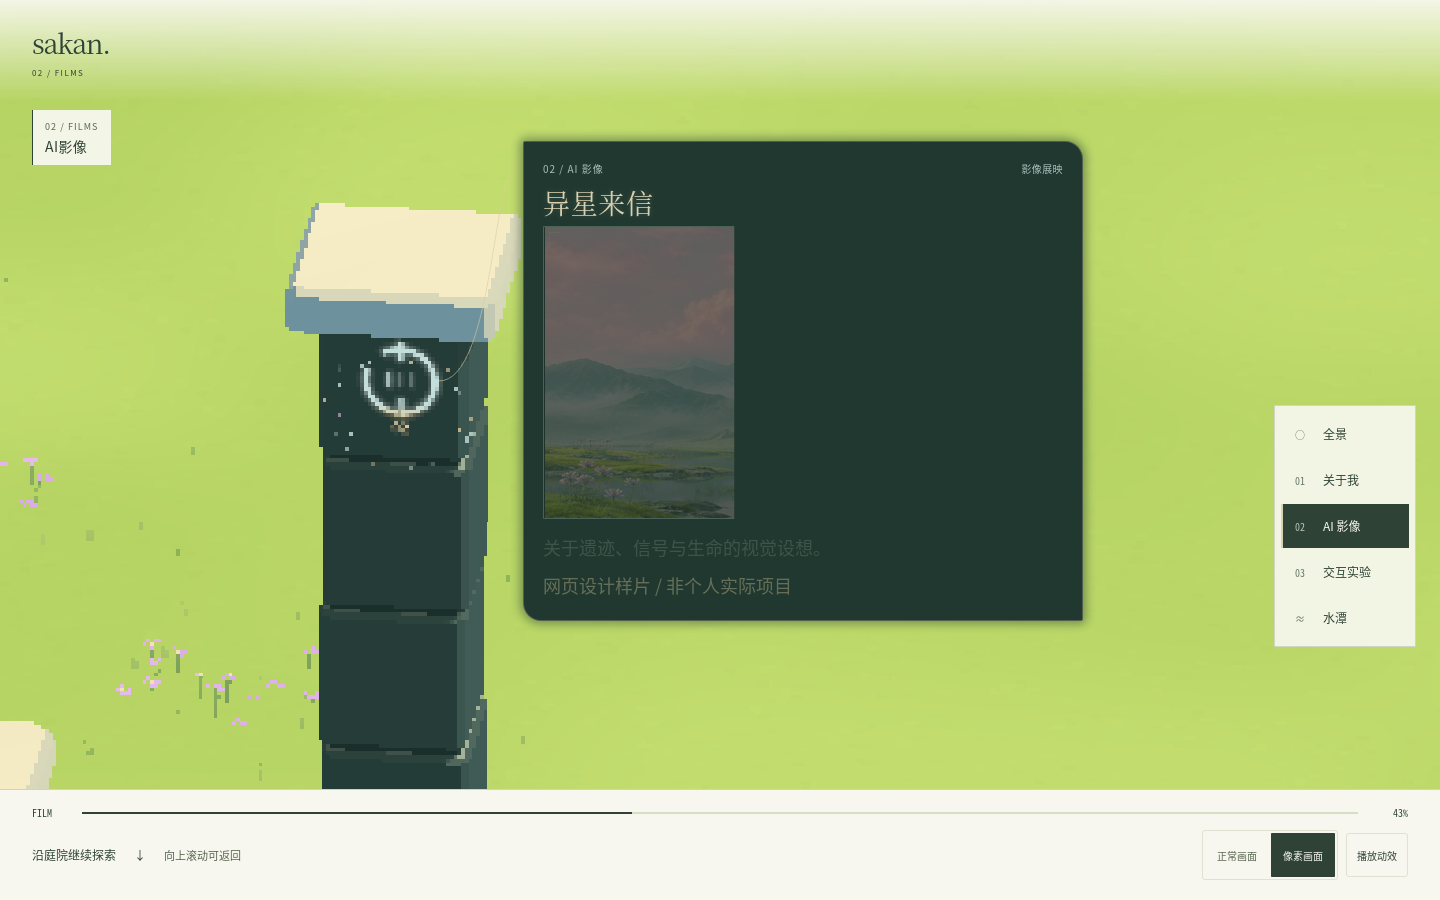 sakan.
02 / FILMS
02 / FILMS
AI影像
02 / AI 影像
影像展映
异星来信
关于遗迹、信号与生命的视觉设想。
网页设计样片 / 非个人实际项目
全景
01 关于我
02 AI 影像
03 交互实验
≈ 水潭
FILM
43%
沿庭院继续探索 ↓ 向上滚动可返回
正常画面 像素画面 播放动效